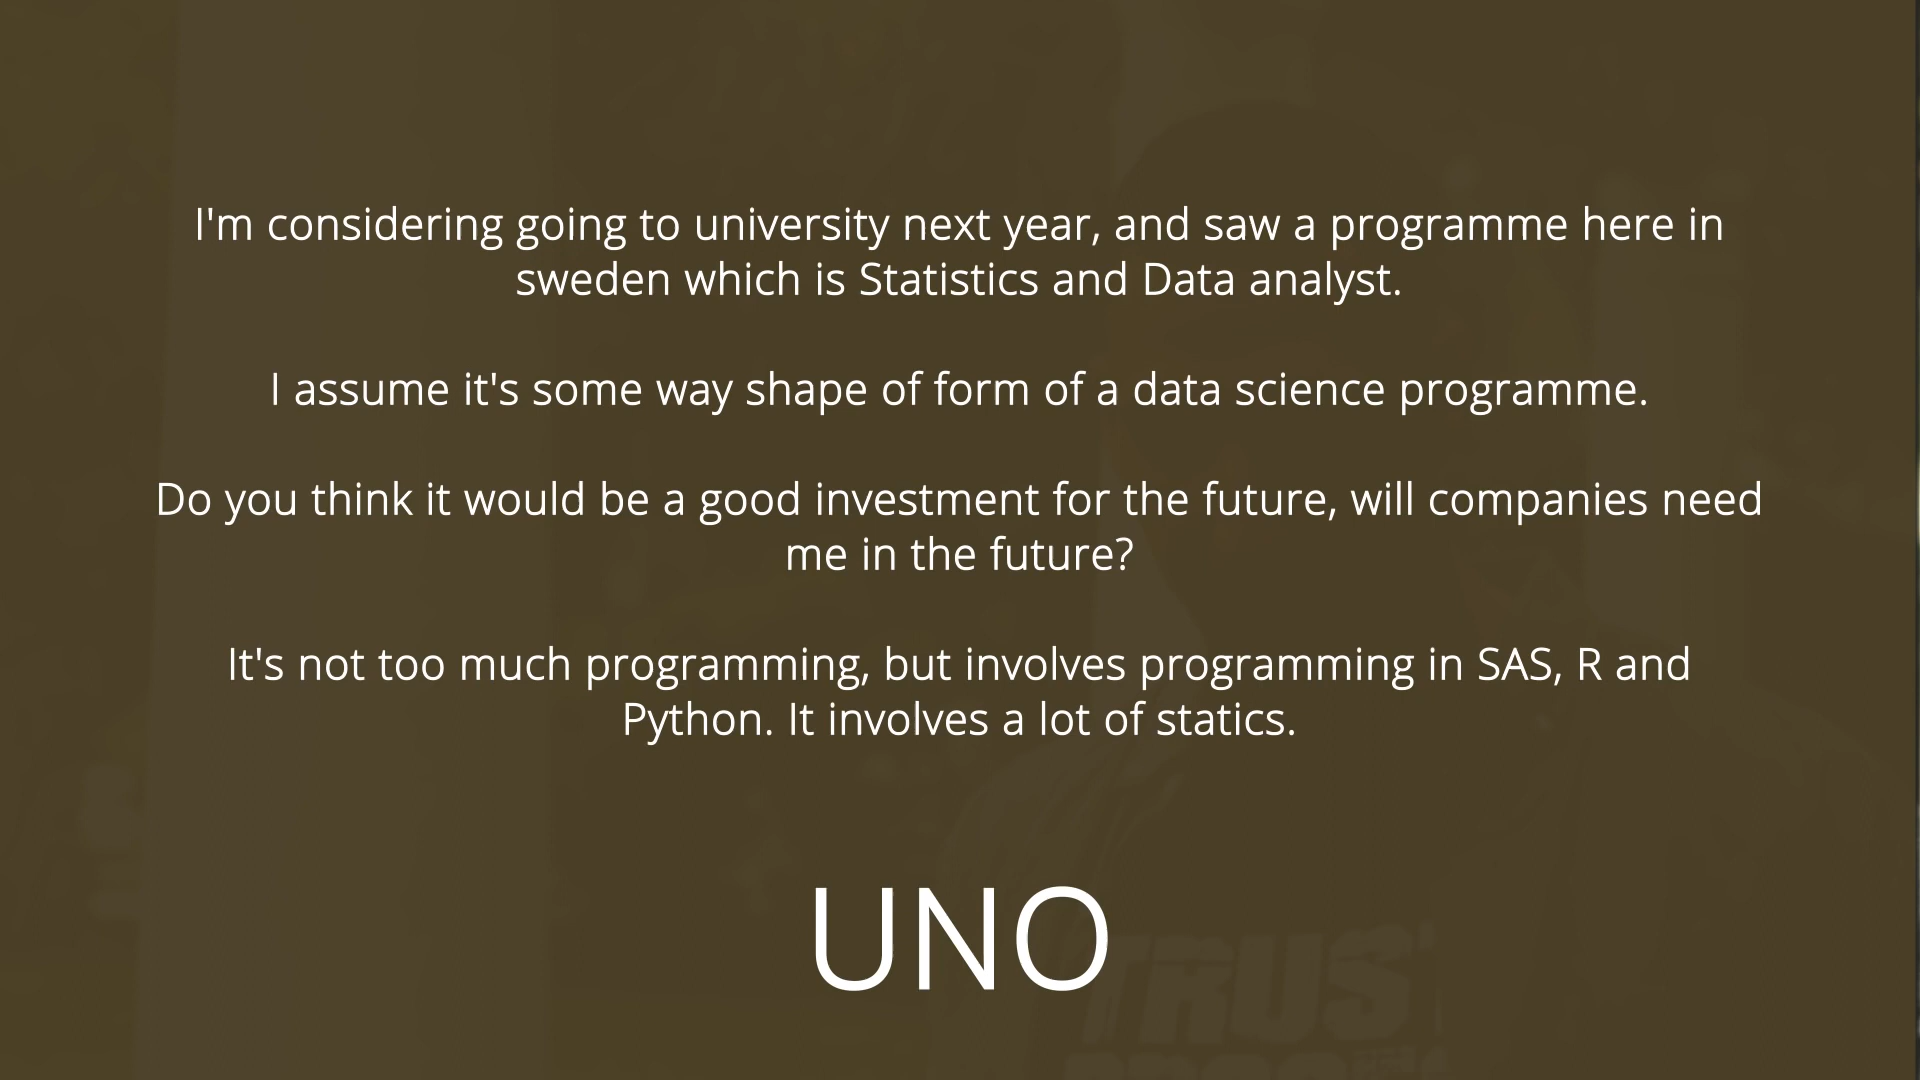 I'm considering going to university next year, and saw a programme here in
sweden which is Statistics and Data analyst.
I assume it's some way shape of form of a data science programme.
Do you think it would be a good investment for the future, will companies need
me in the future?
It's not too much programming, but involves programming in SAS, R and
Python. It involves a lot of statics.
UNO
TRUS